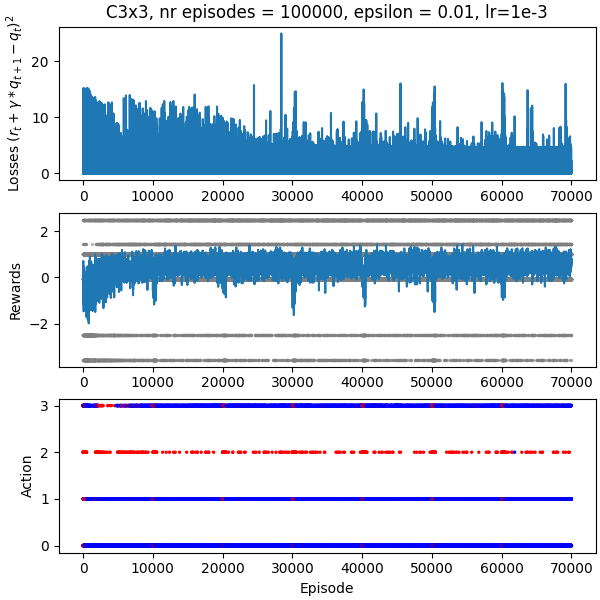 C3x3, nr episodes = 100000, epsilon = 0.01, lr=1e-3
Losses (r_t + γ * q_{t+1} − q_t)^2
20
10
0
0 10000 20000 30000 40000 50000 60000 70000
Rewards
2
0
−2
0 10000 20000 30000 40000 50000 60000 70000
Action
3
2
1
0
0 10000 20000 30000 40000 50000 60000 70000
Episode